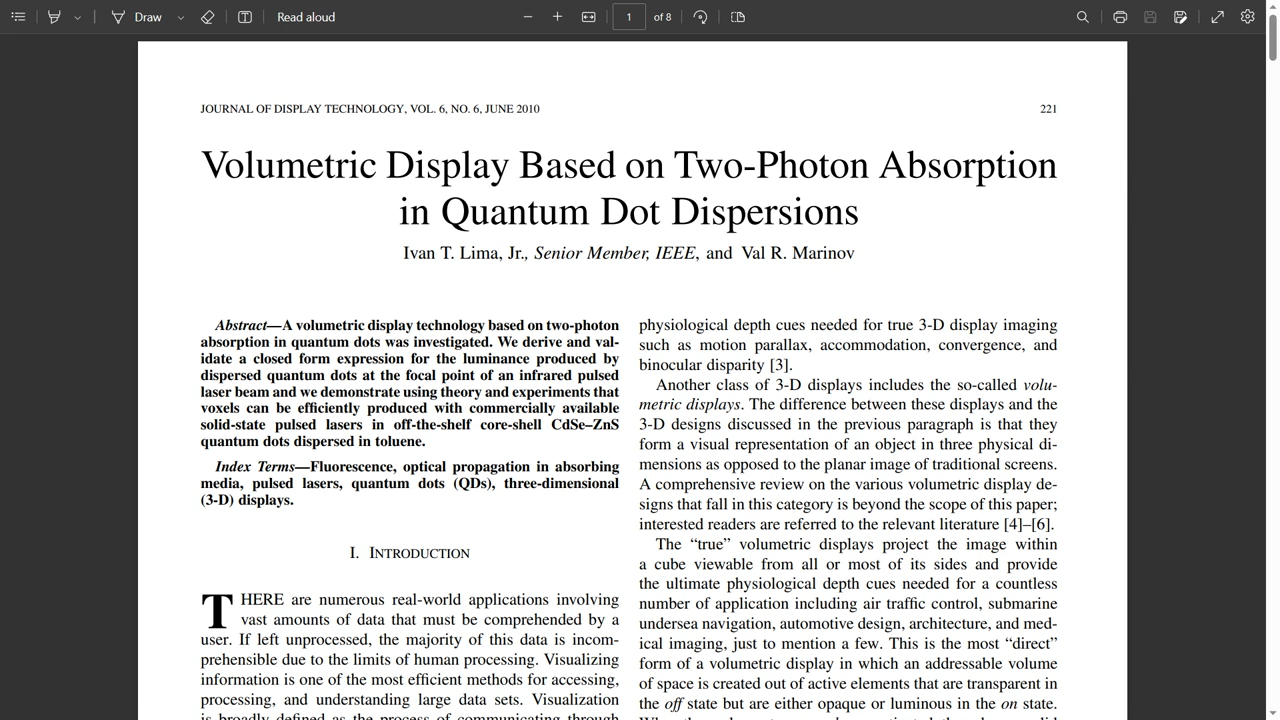 Draw
Read aloud
1
of 8
JOURNAL OF DISPLAY TECHNOLOGY, VOL. 6, NO. 6, JUNE 2010
221
Volumetric Display Based on Two-Photon Absorption
in Quantum Dot Dispersions
Ivan T. Lima, Jr., Senior Member, IEEE, and Val R. Marinov
Abstract—A volumetric display technology based on two-photon
absorption in quantum dots was investigated. We derive and val-
idate a closed form expression for the luminance produced by
dispersed quantum dots at the focal point of an infrared pulsed
laser beam and we demonstrate using theory and experiments that
voxels can be efficiently produced with commercially available
solid-state pulsed lasers in off-the-shelf core-shell CdSe–ZnS
quantum dots dispersed in toluene.
Index Terms—Fluorescence, optical propagation in absorbing
media, pulsed lasers, quantum dots (QDs), three-dimensional
(3-D) displays.
I. INTRODUCTION
THERE are numerous real-world applications involving
vast amounts of data that must be comprehended by a
user. If left unprocessed, the majority of this data is incom-
prehensible due to the limits of human processing. Visualizing
information is one of the most efficient methods for accessing,
processing, and understanding large data sets. Visualization
is broadly defined as the process of communicating through
physiological depth cues needed for true 3-D display imaging
such as motion parallax, accommodation, convergence, and
binocular disparity [3].
Another class of 3-D displays includes the so-called volu-
metric displays. The difference between these displays and the
3-D designs discussed in the previous paragraph is that they
form a visual representation of an object in three physical di-
mensions as opposed to the planar image of traditional screens.
A comprehensive review on the various volumetric display de-
signs that fall in this category is beyond the scope of this paper;
interested readers are referred to the relevant literature [4]–[6].
The “true” volumetric displays project the image within
a cube viewable from all or most of its sides and provide
the ultimate physiological depth cues needed for a countless
number of application including air traffic control, submarine
undersea navigation, automotive design, architecture, and med-
ical imaging, just to mention a few. This is the most “direct”
form of a volumetric display in which an addressable volume
of space is created out of active elements that are transparent in
the off state but are either opaque or luminous in the on state.